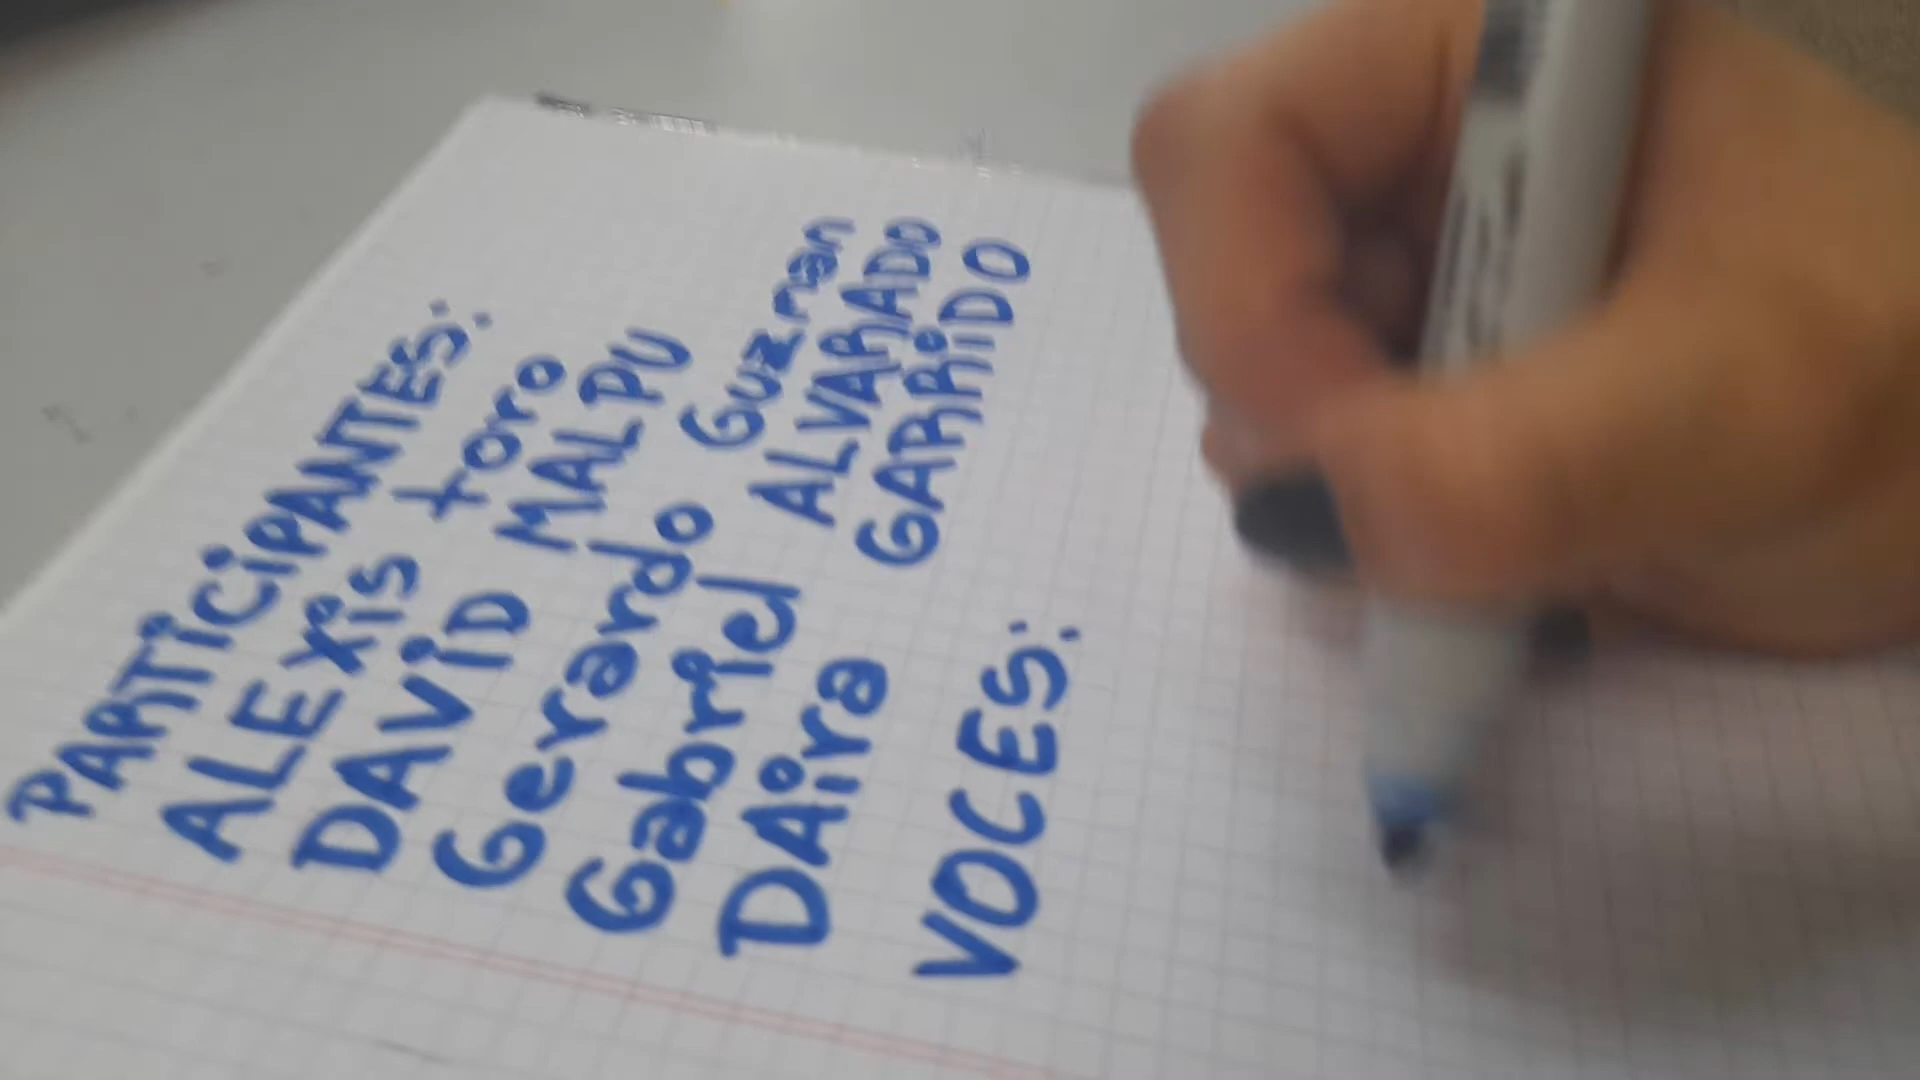 PARTiCiPANTES:
ALEXiS toro
DAViD MALPU
Gerardo Guzman
Gabriel ALVARADO
DAira GARRiDO
VOCES: